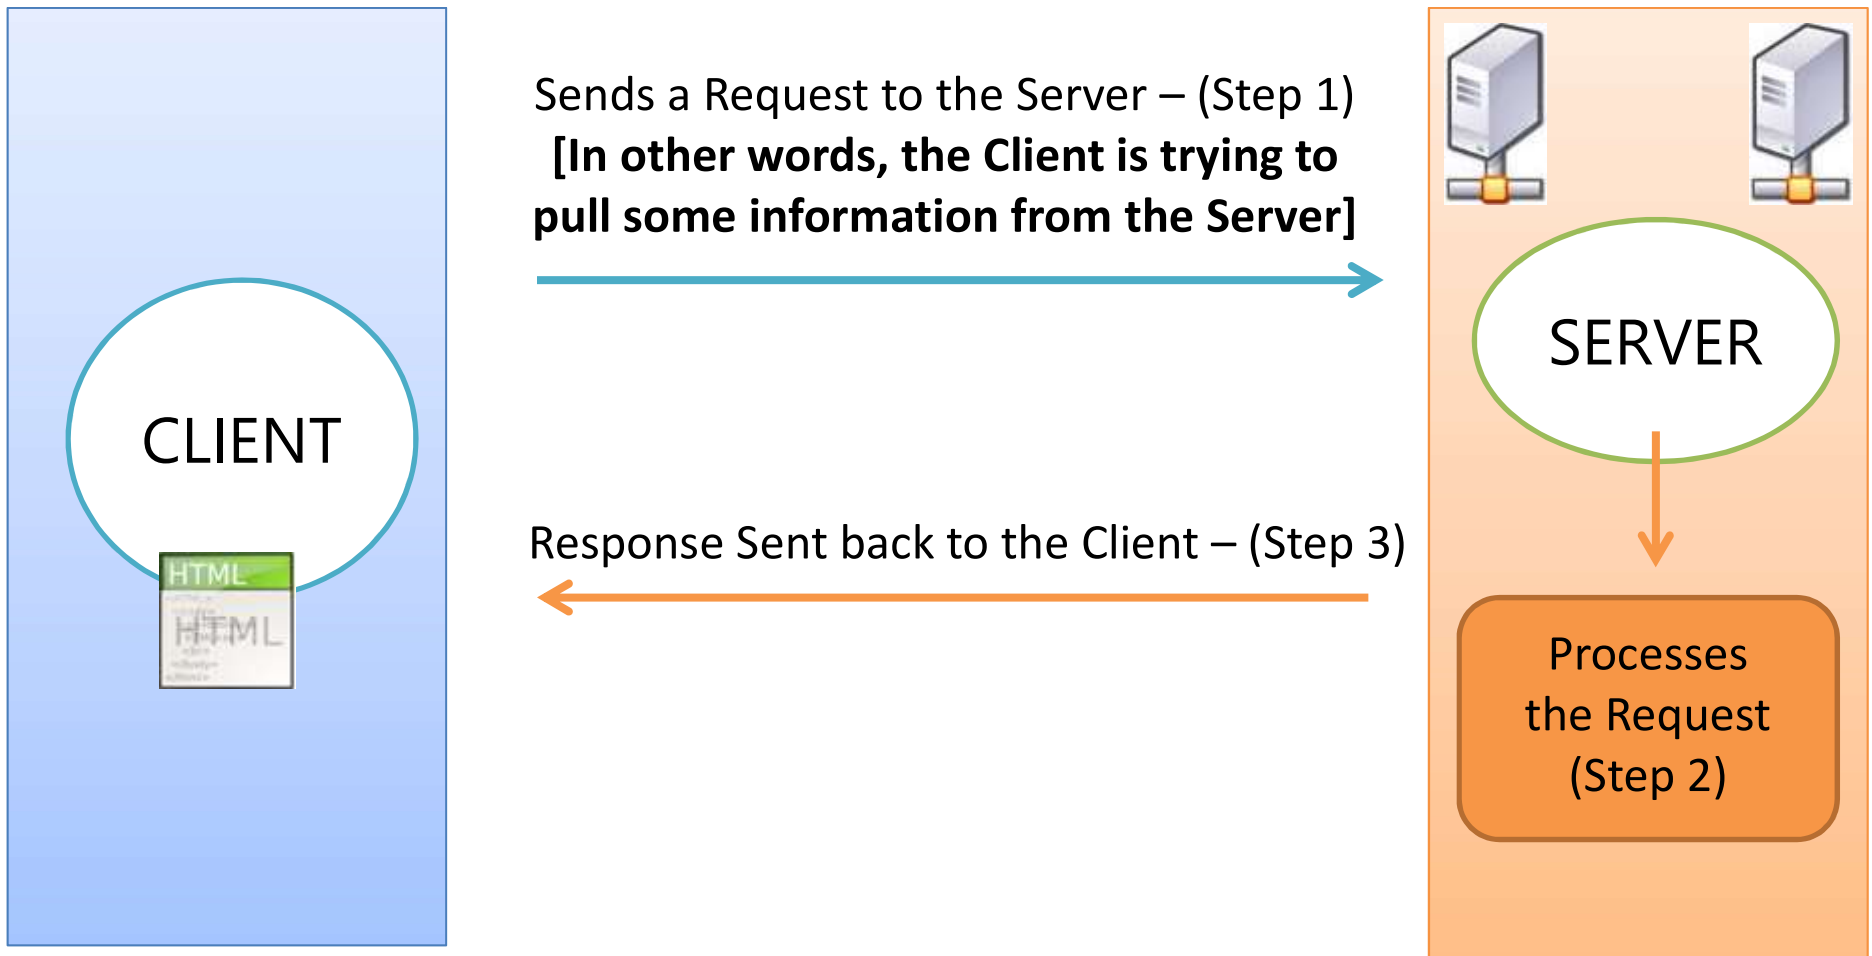 Sends a Request to the Server – (Step 1)
[In other words, the Client is trying to
pull some information from the Server]
SERVER
CLIENT
Response Sent back to the Client – (Step 3)
HTML
HTML
Processes
the Request
(Step 2)